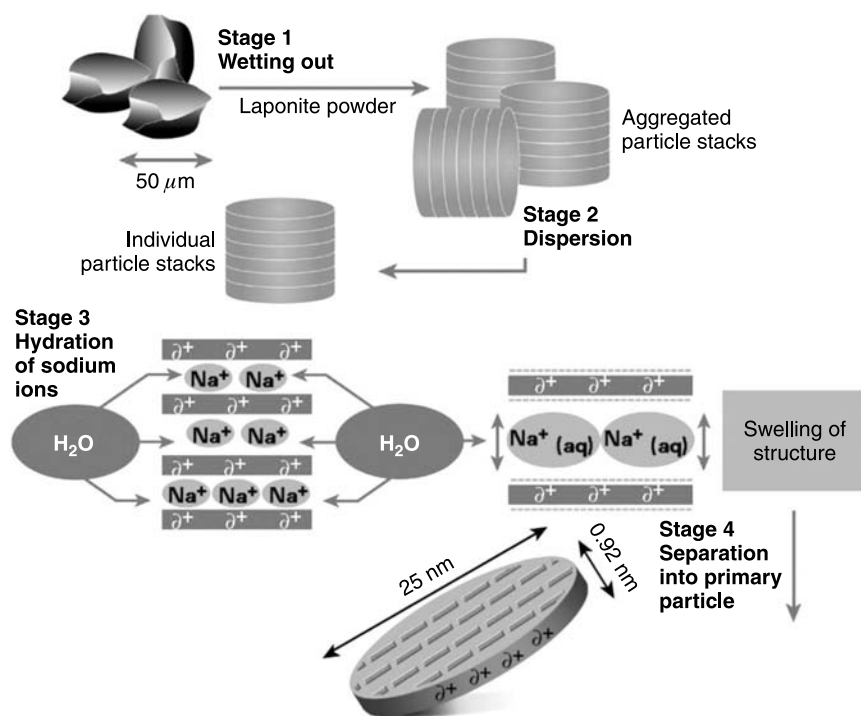 Stage 1
Wetting out
Laponite powder
50 μm
Aggregated
particle stacks
Stage 2
Dispersion
Individual
particle stacks
Stage 3
Hydration
of sodium
ions
H₂O
∂⁺ ∂⁺ ∂⁺
Na⁺ Na⁺
∂⁺ ∂⁺ ∂⁺
Na⁺ Na⁺
∂⁺ ∂⁺ ∂⁺
Na⁺ Na⁺ Na⁺
∂⁺ ∂⁺ ∂⁺
H₂O
∂⁺ ∂⁺ ∂⁺
Na⁺ (aq) Na⁺ (aq)
∂⁺ ∂⁺ ∂⁺
Swelling of
structure
Stage 4
Separation
into primary
particle
25 nm
0.92 nm
∂⁺ ∂⁺ ∂⁺ ∂⁺